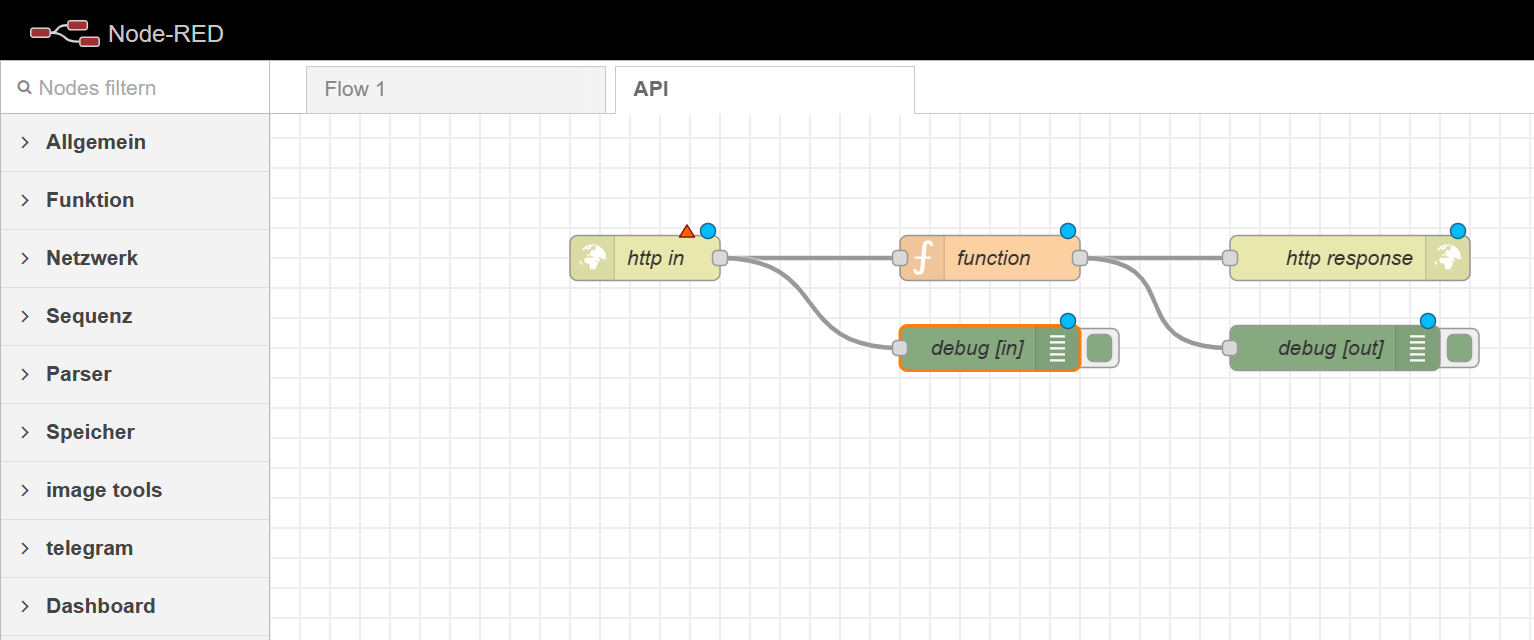 Node-RED
Nodes filtern
Flow 1
API
Allgemein
Funktion
Netzwerk
Sequenz
Parser
Speicher
image tools
telegram
Dashboard
http in
function
http response
debug [in]
debug [out]